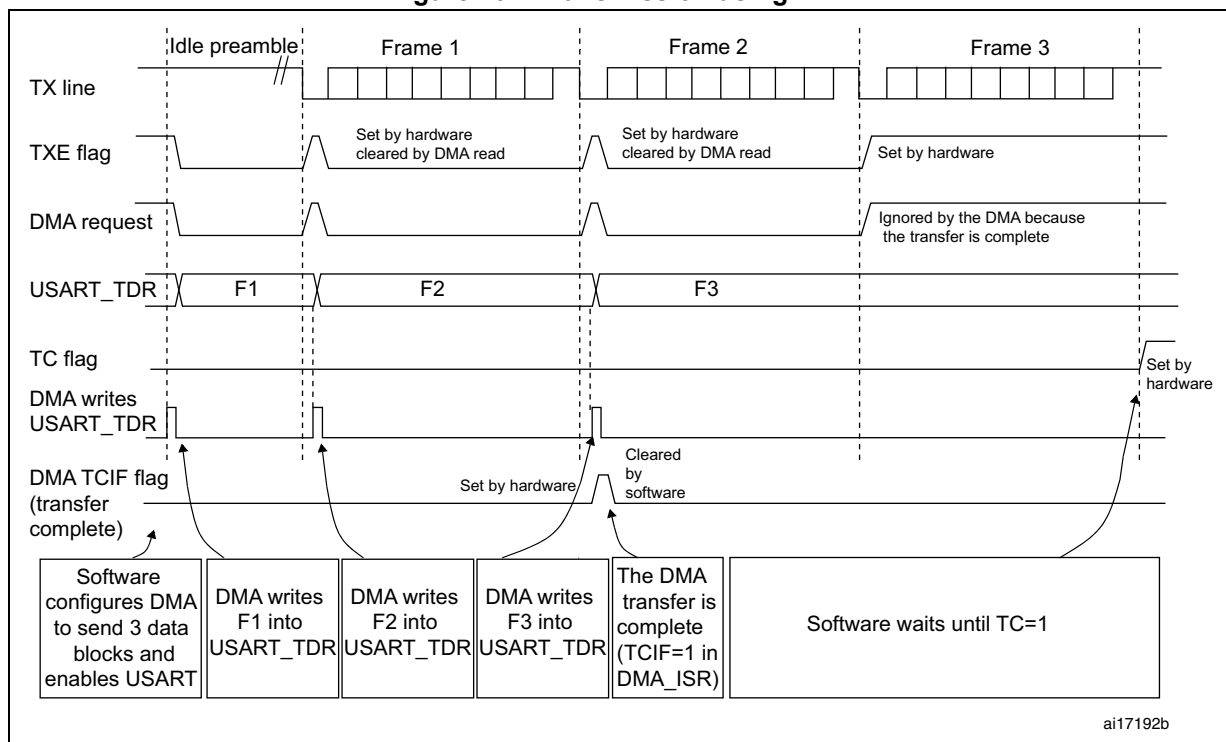 Idle preamble
Frame 1
Frame 2
Frame 3
TX line
TXE flag
Set by hardware
cleared by DMA read
Set by hardware
cleared by DMA read
Set by hardware
DMA request
Ignored by the DMA because
the transfer is complete
USART_TDR
F1
F2
F3
TC flag
Set by
hardware
DMA writes
USART_TDR
DMA TCIF flag
(transfer
complete)
Set by hardware
Cleared
by
software
Software
configures DMA
to send 3 data
blocks and
enables USART
DMA writes
F1 into
USART_TDR
DMA writes
F2 into
USART_TDR
DMA writes
F3 into
USART_TDR
The DMA
transfer is
complete
(TCIF=1 in
DMA_ISR)
Software waits until TC=1
ai17192b